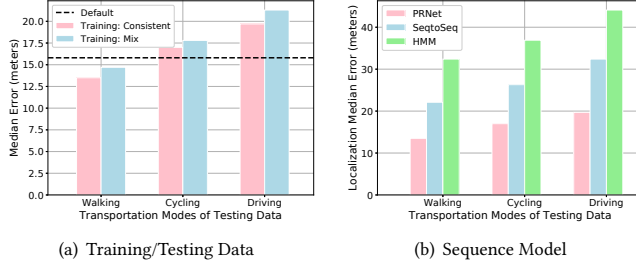 Default
Training: Consistent
Training: Mix
20.0
17.5
15.0
12.5
10.0
7.5
5.0
2.5
0.0
Median Error (meters)
Walking Cycling Driving
Transportation Modes of Testing Data
(a) Training/Testing Data
PRNet
SeqtoSeq
HMM
40
30
20
10
0
Localization Median Error (meters)
Walking Cycling Driving
Transportation Modes of Testing Data
(b) Sequence Model